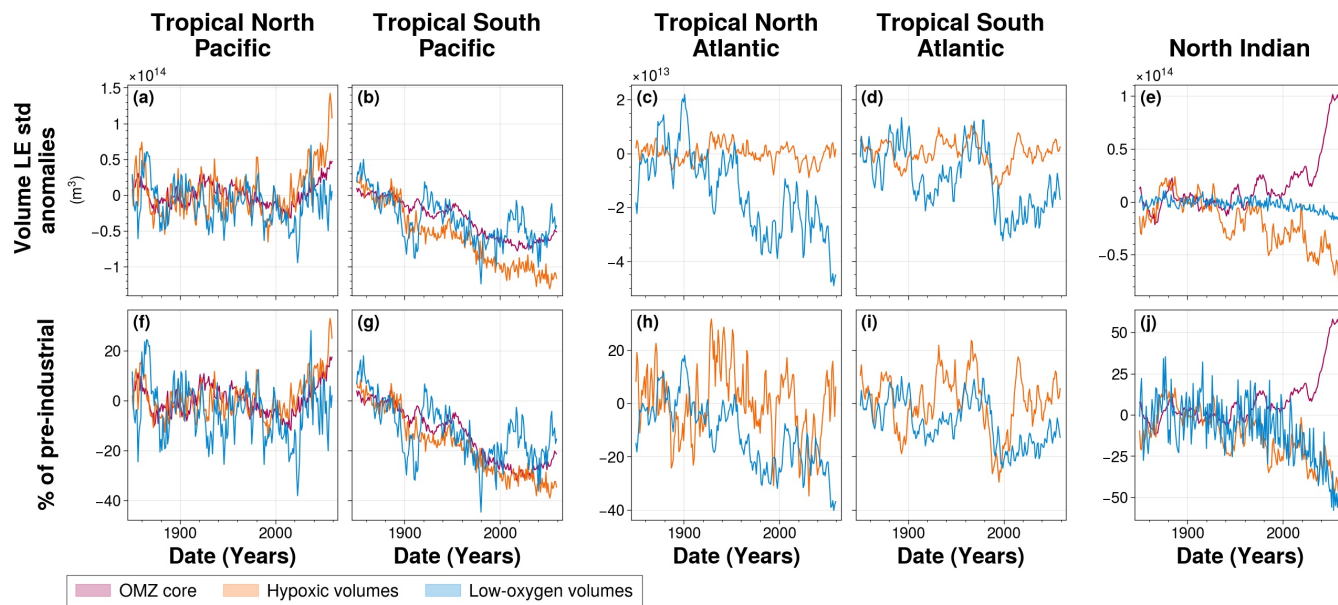 Tropical North
Pacific
Tropical South
Pacific
Tropical North
Atlantic
Tropical South
Atlantic
North Indian
Volume LE std
anomalies
(m³)
×10¹⁴
1.5
1
0.5
0
−0.5
−1
(a)
1900
2000
(b)
1900
2000
×10¹³
2
0
−2
−4
(c)
(d)
×10¹⁴
1
0.5
0
−0.5
(e)
% of pre-industrial
20
0
−20
−40
(f)
(g)
20
0
−20
−40
(h)
(i)
50
25
0
−25
−50
(j)
1900
2000
1900
2000
1900
2000
1900
2000
1900
2000
Date (Years)
Date (Years)
Date (Years)
Date (Years)
Date (Years)
OMZ core
Hypoxic volumes
Low-oxygen volumes